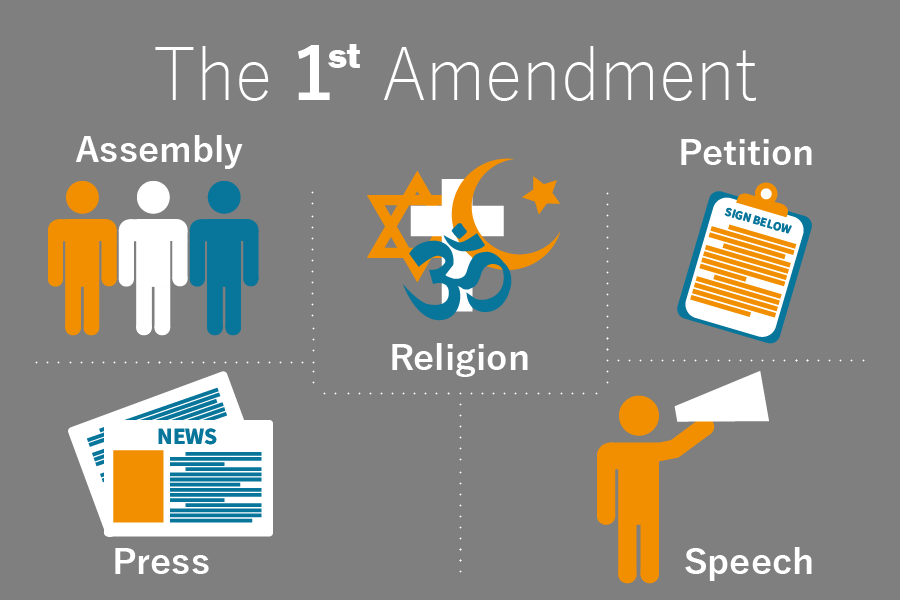 The 1st Amendment
Assembly
Religion
Petition
SIGN BELOW
NEWS
Press
Speech